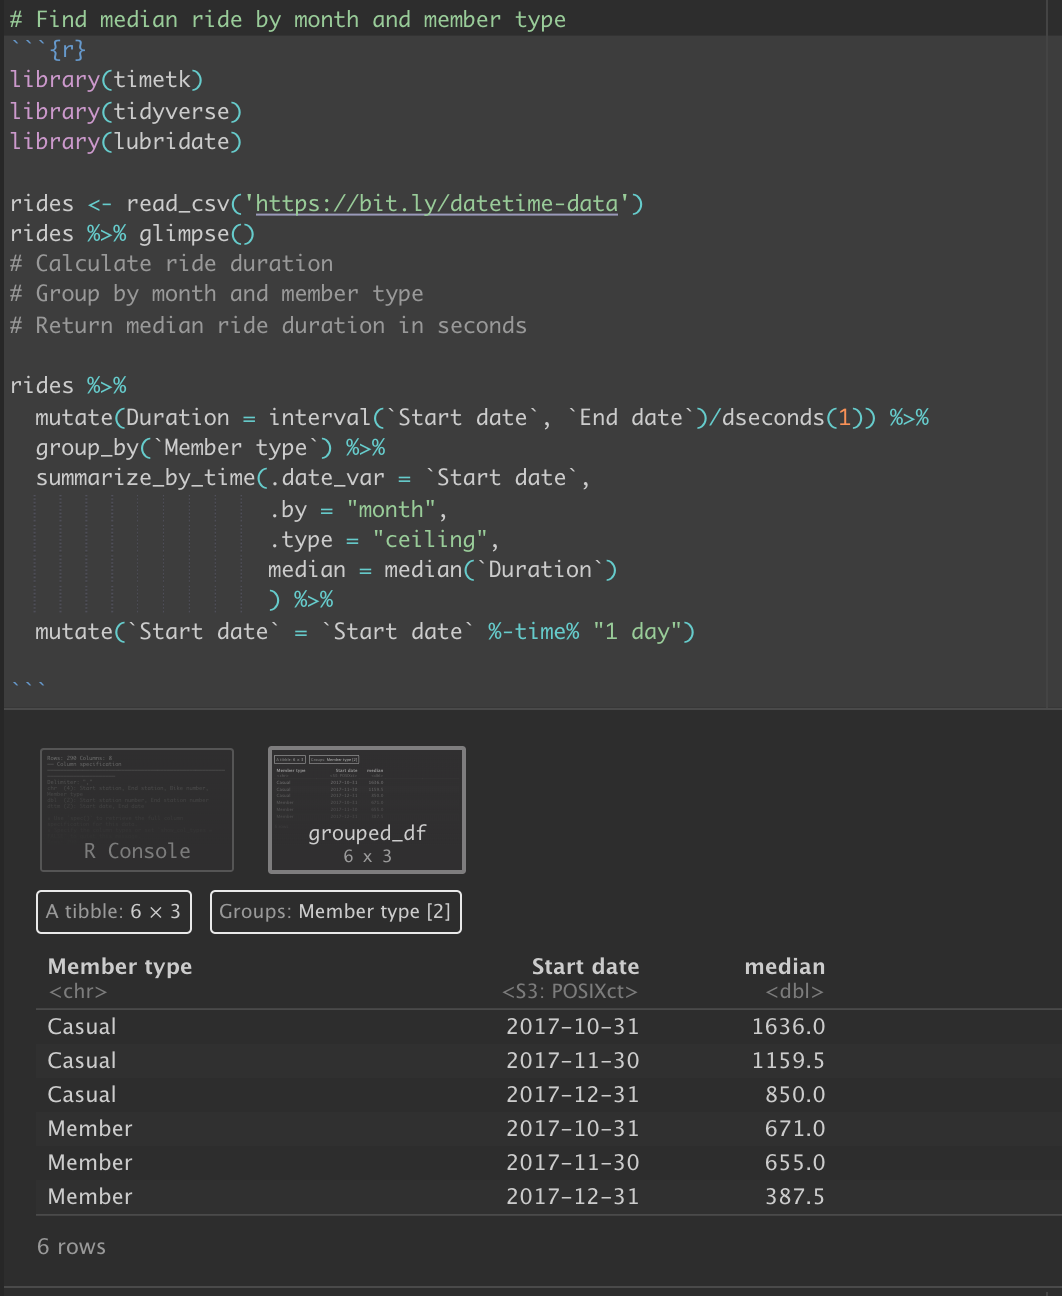 # Find median ride by month and member type
```{r}
library(timetk)
library(tidyverse)
library(lubridate)
rides <- read_csv('https://bit.ly/datetime-data')
rides %>% glimpse()
# Calculate ride duration
# Group by month and member type
# Return median ride duration in seconds
rides %>%
  mutate(Duration = interval(`Start date`, `End date`)/dseconds(1)) %>%
  group_by(`Member type`) %>%
  summarize_by_time(.date_var = `Start date`,
                    .by = "month",
                    .type = "ceiling",
                    median = median(`Duration`)
                    ) %>%
  mutate(`Start date` = `Start date` %-time% "1 day")
```
R Console
grouped_df
6 x 3
A tibble: 6 × 3 Groups: Member type [2]
Member type Start date median
<chr> <S3: POSIXct> <dbl>
Casual 2017-10-31 1636.0
Casual 2017-11-30 1159.5
Casual 2017-12-31 850.0
Member 2017-10-31 671.0
Member 2017-11-30 655.0
Member 2017-12-31 387.5
6 rows